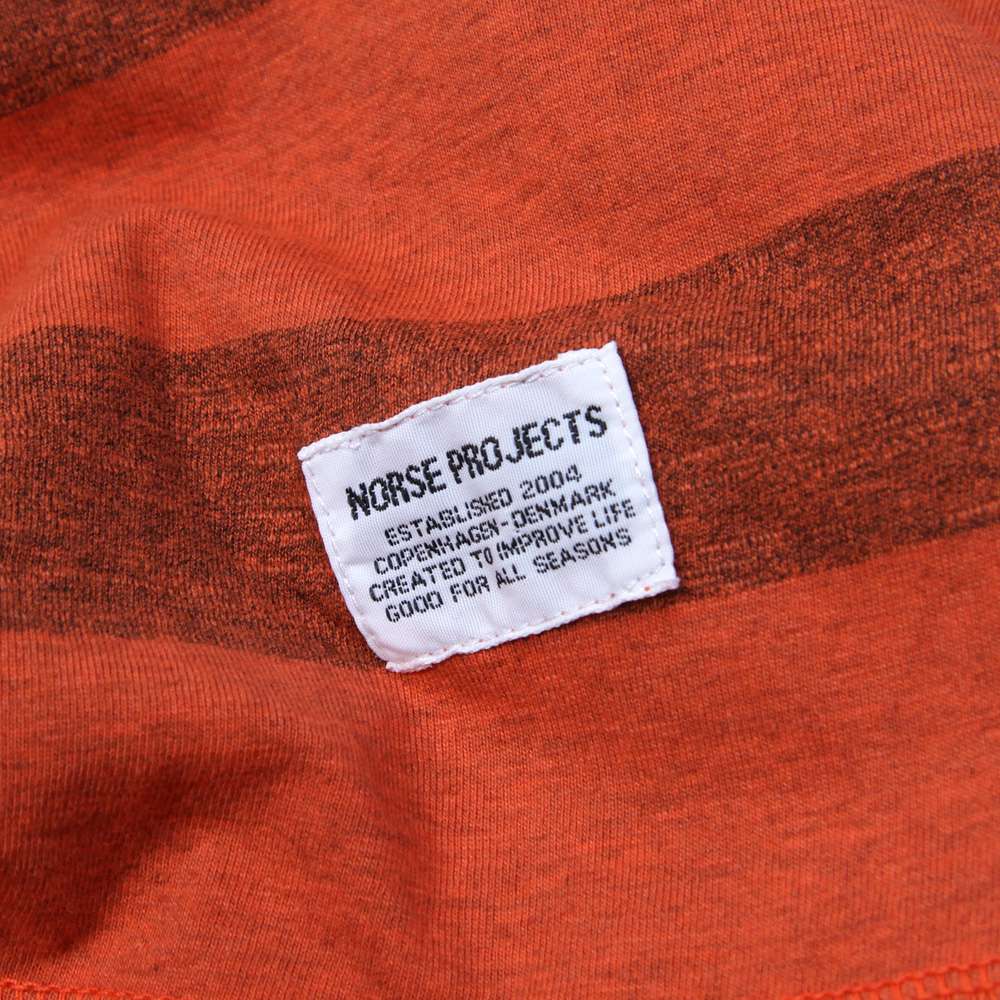 NORSE PROJECTS
ESTABLISHED 2004
COPENHAGEN-DENMARK
CREATED TO IMPROVE LIFE
GOOD FOR ALL SEASONS